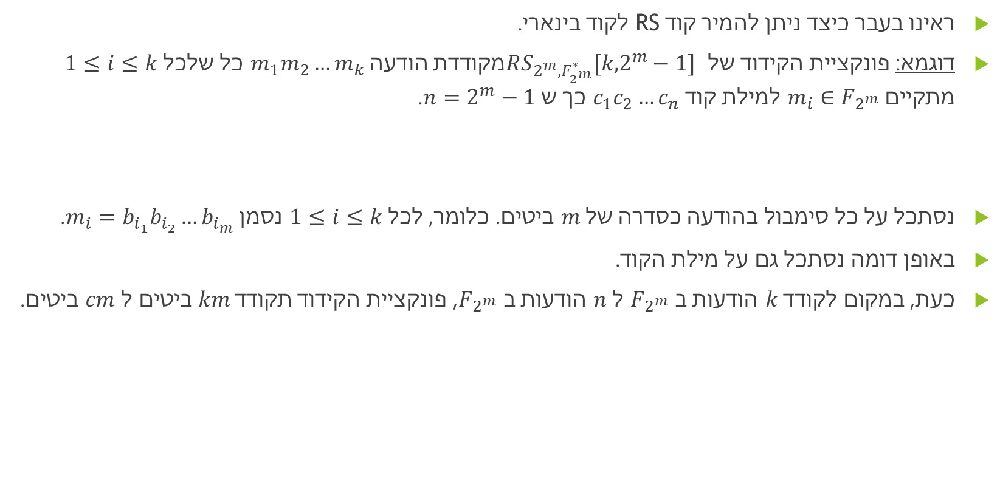 ראינו בעבר כיצד ניתן להמיר קוד RS לקוד בינארי.
דוגמא: פונקציית הקידוד של $RS_{2^m,F^*_{2^m}}[k,2^m-1]$ מקודדת הודעה $m_1m_2\ldots m_k$ כל שלכל $1 \le i \le k$
מתקיים $m_i \in F_{2^m}$ למילת קוד $c_1c_2\ldots c_n$ כך ש $n = 2^m - 1$.
נסתכל על כל סימבול בהודעה כסדרה של $m$ ביטים. כלומר, לכל $1 \le i \le k$ נסמן $m_i = b_{i_1}b_{i_2}\ldots b_{i_m}$.
באופן דומה נסתכל גם על מילת הקוד.
כעת, במקום לקודד $k$ הודעות ב $F_{2^m}$ ל $n$ הודעות ב $F_{2^m}$, פונקציית הקידוד תקודד $km$ ביטים ל $cm$ ביטים.